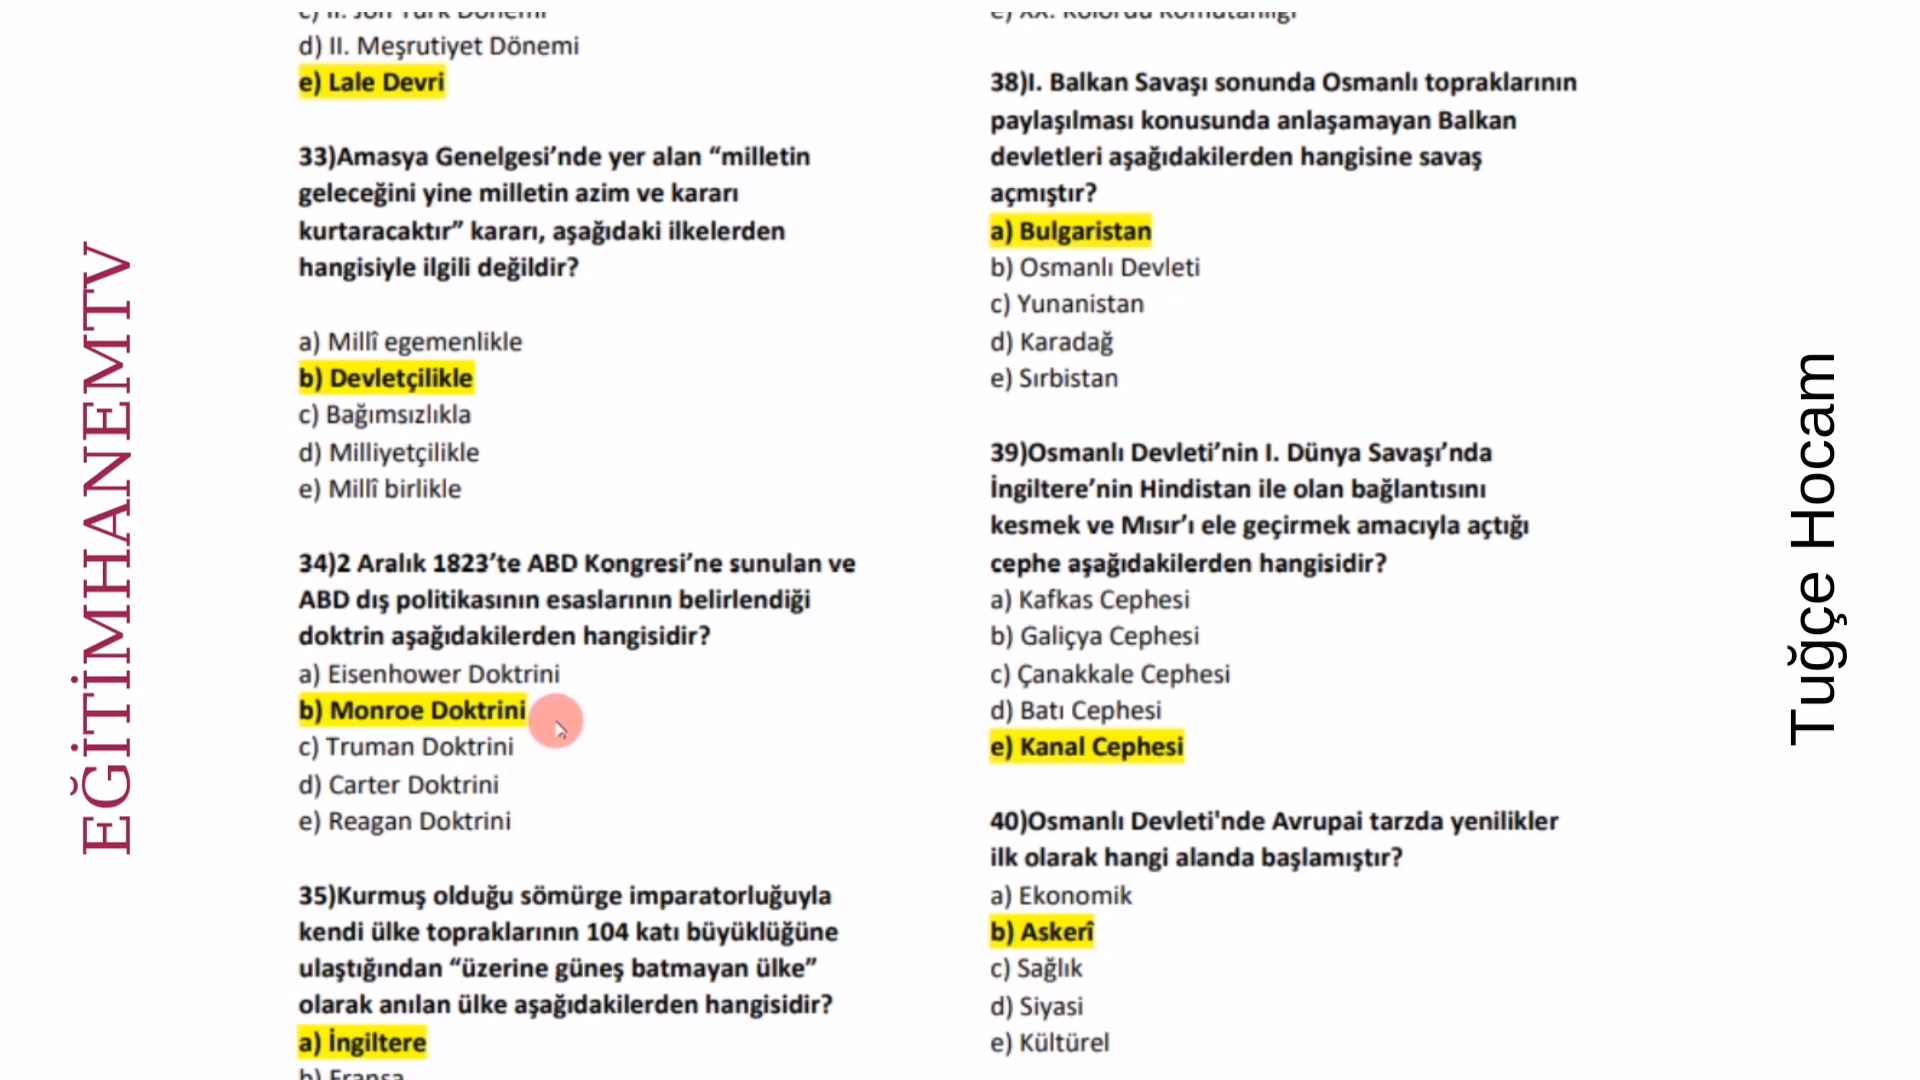 EĞİTİMHANEMTV
c) II. Jön Türk Dönemi
d) II. Meşrutiyet Dönemi
e) Lale Devri
33)Amasya Genelgesi’nde yer alan “milletin
geleceğini yine milletin azim ve kararı
kurtaracaktır” kararı, aşağıdaki ilkelerden
hangisiyle ilgili değildir?
a) Millî egemenlikle
b) Devletçilikle
c) Bağımsızlıkla
d) Milliyetçilikle
e) Millî birlikle
34)2 Aralık 1823’te ABD Kongresi’ne sunulan ve
ABD dış politikasının esaslarının belirlendiği
doktrin aşağıdakilerden hangisidir?
a) Eisenhower Doktrini
b) Monroe Doktrini
c) Truman Doktrini
d) Carter Doktrini
e) Reagan Doktrini
35)Kurmuş olduğu sömürge imparatorluğuyla
kendi ülke topraklarının 104 katı büyüklüğüne
ulaştığından “üzerine güneş batmayan ülke”
olarak anılan ülke aşağıdakilerden hangisidir?
a) İngiltere
b) Fransa
e) XX. Kolordu Komutanlığı
38)I. Balkan Savaşı sonunda Osmanlı topraklarının
paylaşılması konusunda anlaşamayan Balkan
devletleri aşağıdakilerden hangisine savaş
açmıştır?
a) Bulgaristan
b) Osmanlı Devleti
c) Yunanistan
d) Karadağ
e) Sırbistan
39)Osmanlı Devleti’nin I. Dünya Savaşı’nda
İngiltere’nin Hindistan ile olan bağlantısını
kesmek ve Mısır’ı ele geçirmek amacıyla açtığı
cephe aşağıdakilerden hangisidir?
a) Kafkas Cephesi
b) Galiçya Cephesi
c) Çanakkale Cephesi
d) Batı Cephesi
e) Kanal Cephesi
40)Osmanlı Devleti'nde Avrupai tarzda yenilikler
ilk olarak hangi alanda başlamıştır?
a) Ekonomik
b) Askerî
c) Sağlık
d) Siyasi
e) Kültürel
Tuğçe Hocam